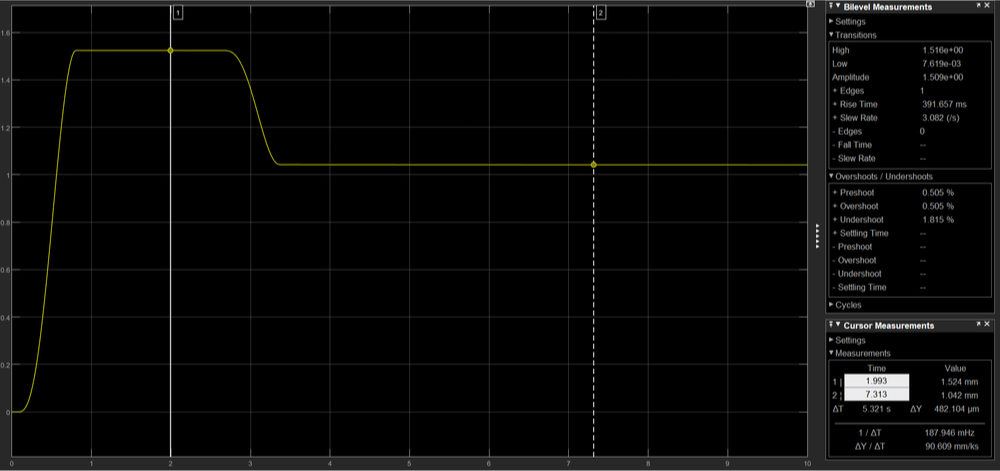 1
2
1.6
1.4
1.2
1
0.8
0.6
0.4
0.2
0
0 1 2 3 4 5 6 7 8 9 10
Bilevel Measurements
Settings
Transitions
High 1.516e+00
Low 7.619e-03
Amplitude 1.509e+00
+ Edges 1
+ Rise Time 391.657 ms
+ Slew Rate 3.082 (/s)
- Edges 0
- Fall Time --
- Slew Rate --
Overshoots / Undershoots
+ Preshoot 0.505 %
+ Overshoot 0.505 %
+ Undershoot 1.815 %
+ Settling Time --
- Preshoot --
- Overshoot --
- Undershoot --
- Settling Time --
Cycles
Cursor Measurements
Settings
Measurements
Time Value
1 | 1.993 1.524 mm
2 ¦ 7.313 1.042 mm
ΔT 5.321 s ΔY 482.104 μm
1 / ΔT 187.946 mHz
ΔY / ΔT 90.609 mm/ks